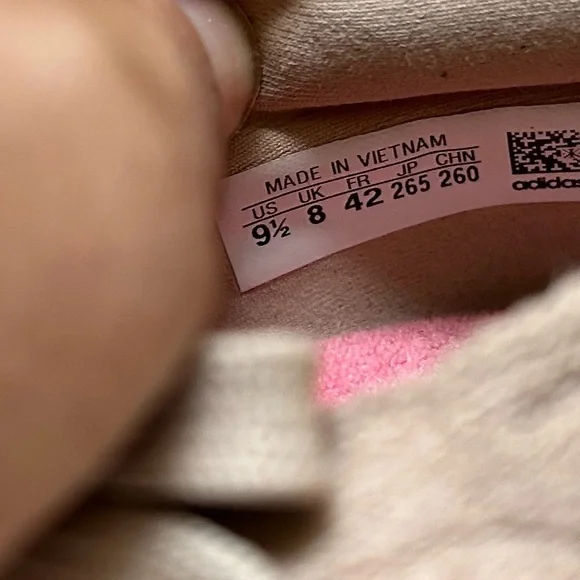 MADE IN VIETNAM
US UK FR JP CHN
9½ 8 42 265 260
adidas